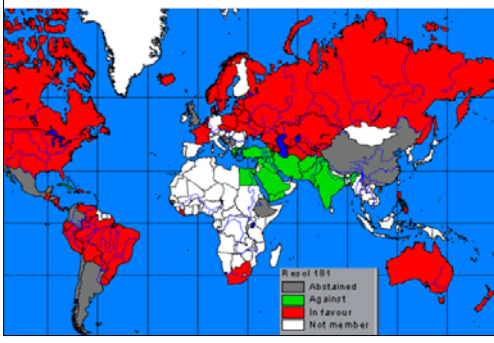 Resol 181
Abstained
Against
In favour
Not member